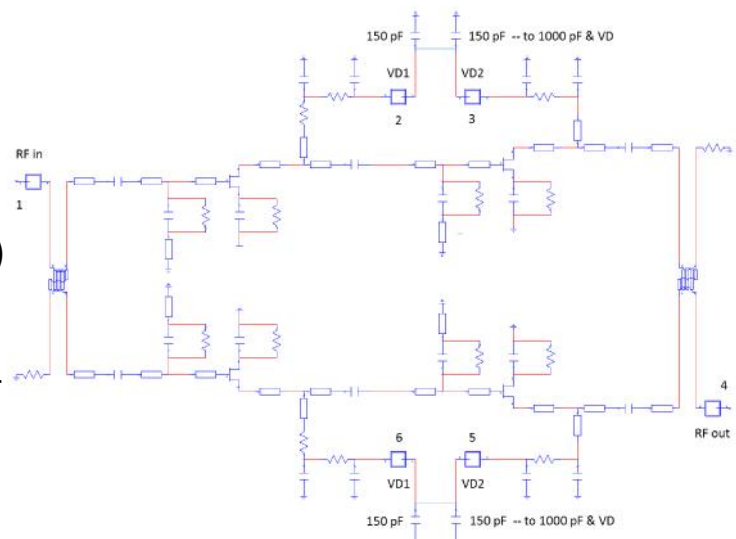 150 pF
150 pF -- to 1000 pF & VD
VD1
VD2
2
3
RF in
1
4
RF out
6
5
VD1
VD2
150 pF
150 pF -- to 1000 pF & VD